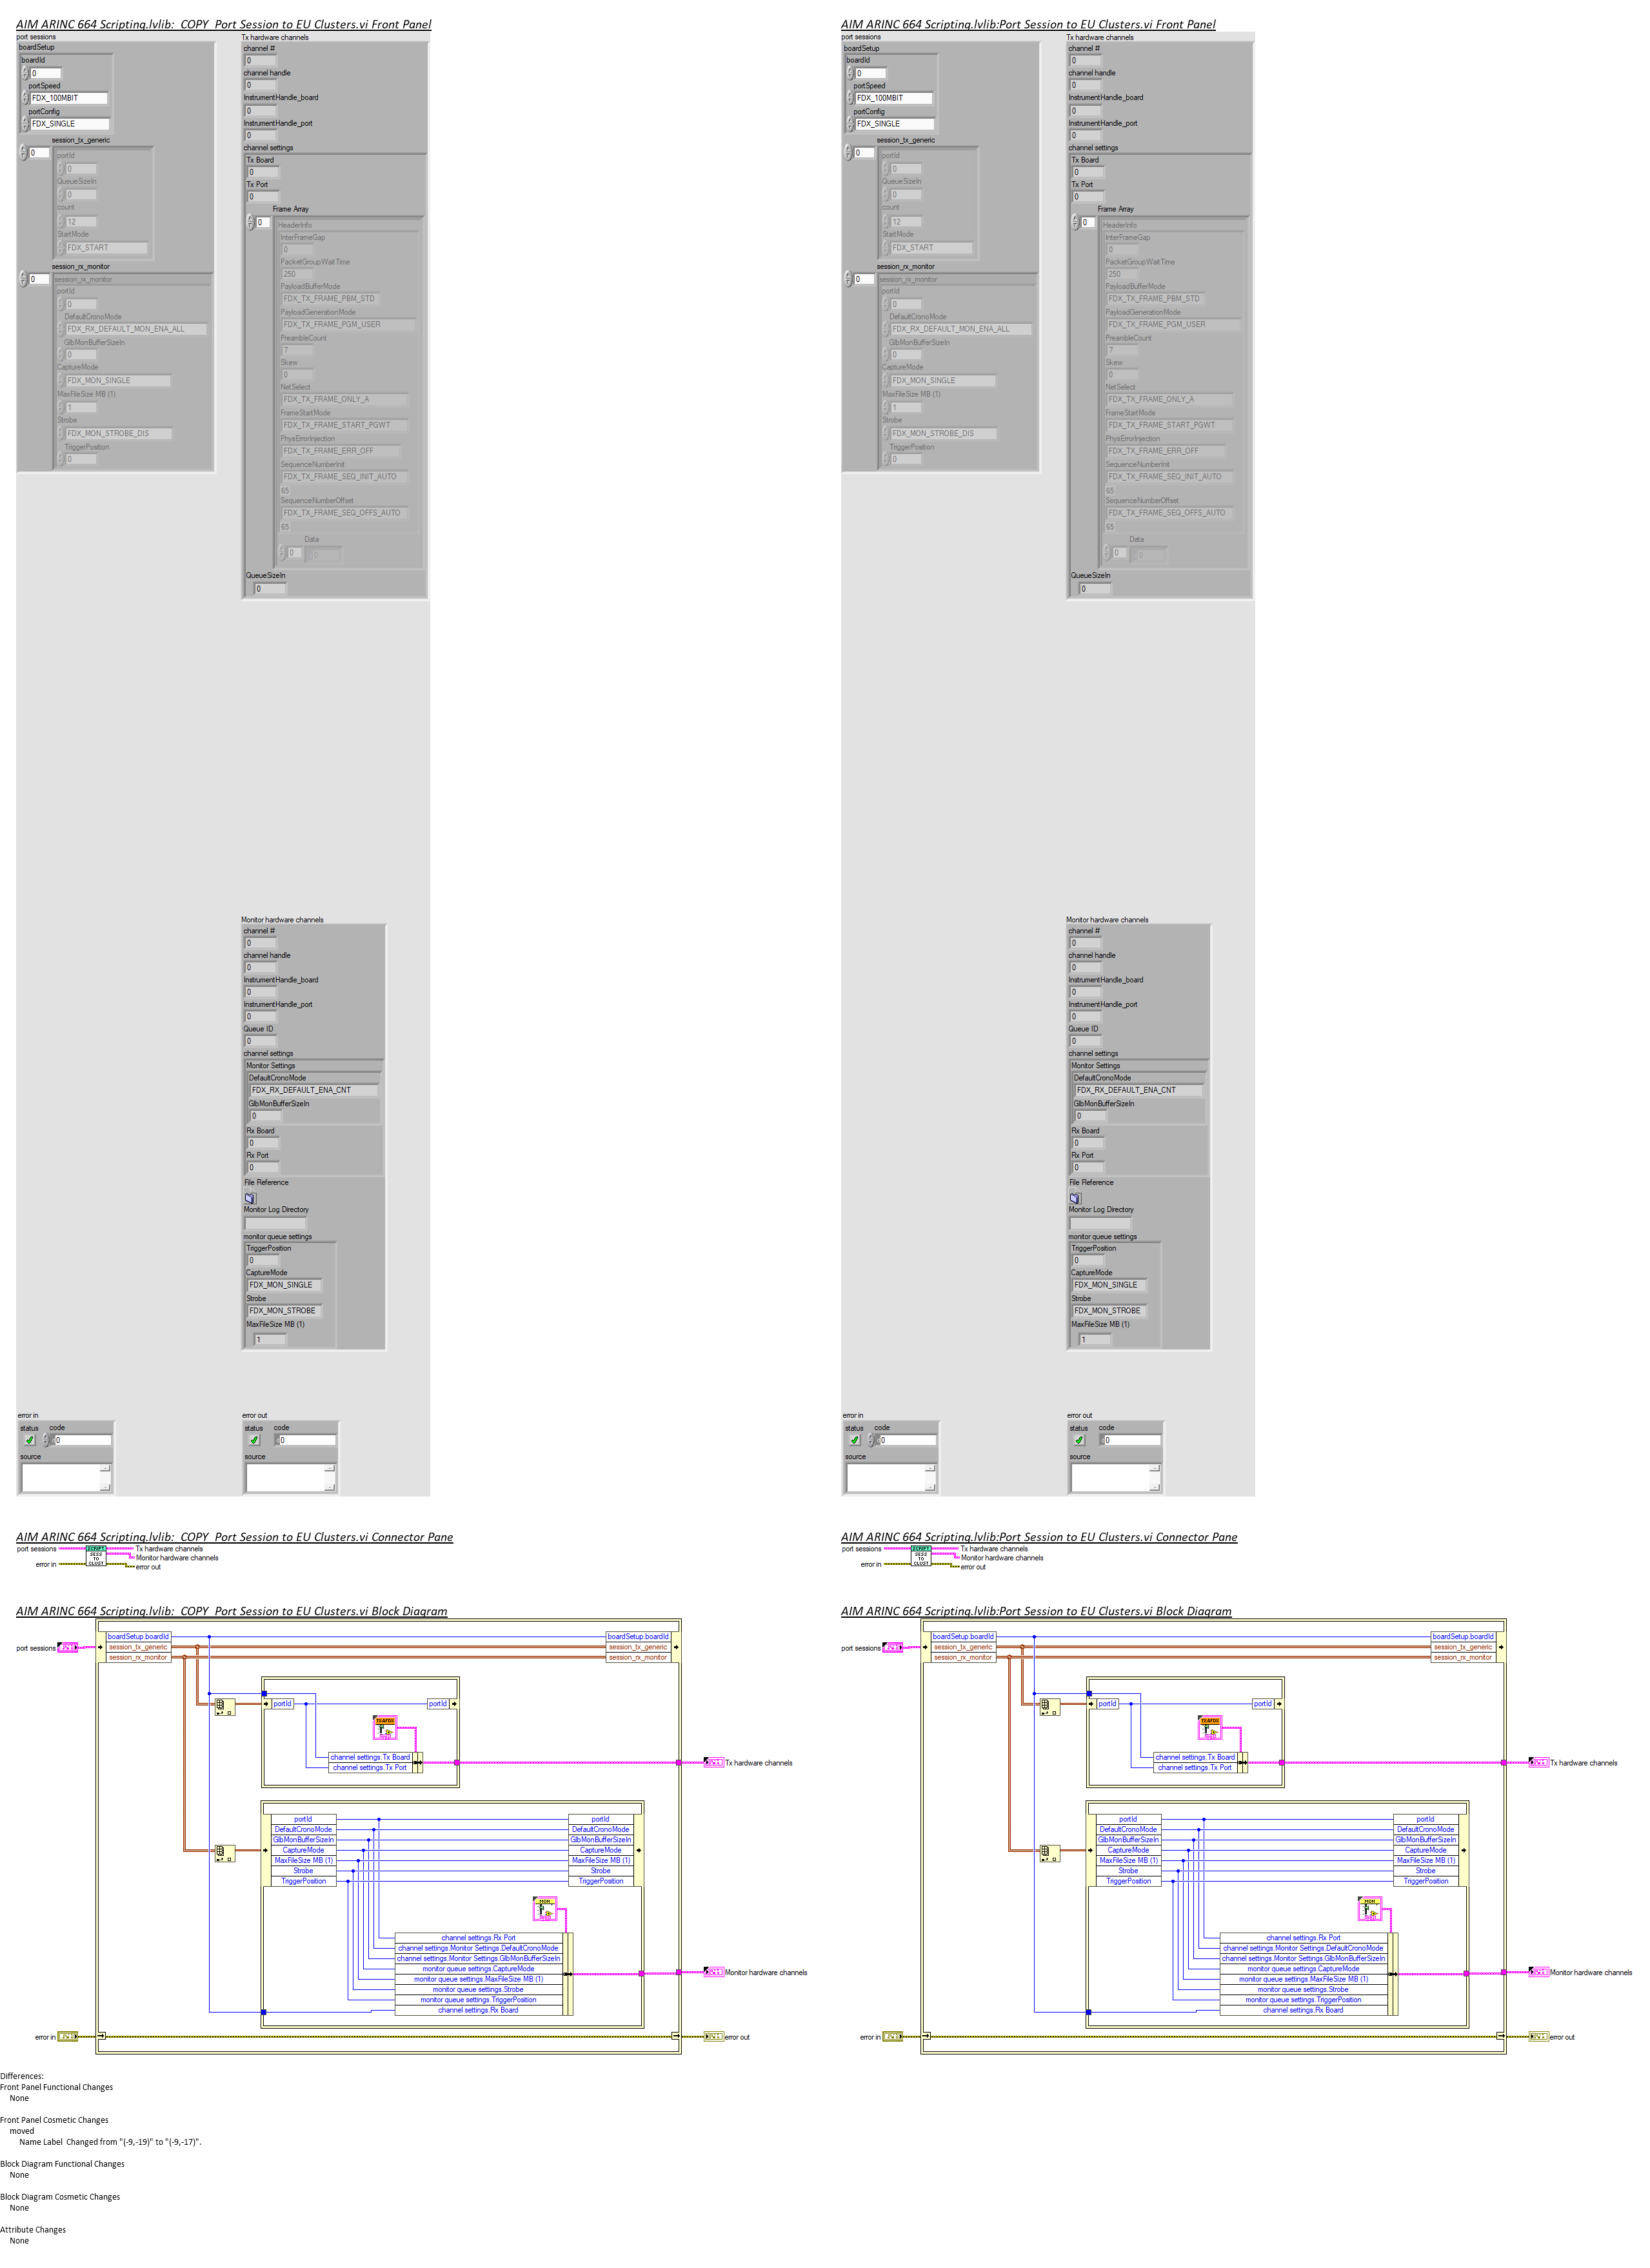 AIM ARINC 664 Scripting.lvlib:  COPY  Port Session to EU Clusters.vi Front Panel
port sessions
boardSetup
boardId
0
portSpeed
FDX_100MBIT
portConfig
FDX_SINGLE
session_tx_generic
0
portId
0
QueueSizeIn
0
count
12
StartMode
FDX_START
session_rx_monitor
0
session_rx_monitor
portId
0
DefaultCronoMode
FDX_RX_DEFAULT_MON_ENA_ALL
GlbMonBufferSizeIn
0
CaptureMode
FDX_MON_SINGLE
MaxFileSize MB (1)
1
Strobe
FDX_MON_STROBE_DIS
TriggerPosition
0
Tx hardware channels
channel #
0
channel handle
0
InstrumentHandle_board
0
InstrumentHandle_port
0
channel settings
Tx Board
0
Tx Port
0
Frame Array
0
HeaderInfo
InterFrameGap
0
PacketGroupWaitTime
250
PayloadBufferMode
FDX_TX_FRAME_PBM_STD
PayloadGenerationMode
FDX_TX_FRAME_PGM_USER
PreambleCount
7
Skew
0
NetSelect
FDX_TX_FRAME_ONLY_A
FrameStartMode
FDX_TX_FRAME_START_PGWT
PhysErrorInjection
FDX_TX_FRAME_ERR_OFF
SequenceNumberInit
FDX_TX_FRAME_SEQ_INIT_AUTO
65
SequenceNumberOffset
FDX_TX_FRAME_SEQ_OFFS_AUTO
65
Data
0
0
QueueSizeIn
0
Monitor hardware channels
channel #
0
channel handle
0
InstrumentHandle_board
0
InstrumentHandle_port
0
Queue ID
0
channel settings
Monitor Settings
DefaultCronoMode
FDX_RX_DEFAULT_ENA_CNT
GlbMonBufferSizeIn
0
Rx Board
0
Rx Port
0
File Reference
Monitor Log Directory
monitor queue settings
TriggerPosition
0
CaptureMode
FDX_MON_SINGLE
Strobe
FDX_MON_STROBE
MaxFileSize MB (1)
1
error in
status code
0
source
error out
status code
0
source
AIM ARINC 664 Scripting.lvlib:Port Session to EU Clusters.vi Front Panel
port sessions
boardSetup
boardId
0
portSpeed
FDX_100MBIT
portConfig
FDX_SINGLE
session_tx_generic
0
portId
0
QueueSizeIn
0
count
12
StartMode
FDX_START
session_rx_monitor
0
session_rx_monitor
portId
0
DefaultCronoMode
FDX_RX_DEFAULT_MON_ENA_ALL
GlbMonBufferSizeIn
0
CaptureMode
FDX_MON_SINGLE
MaxFileSize MB (1)
1
Strobe
FDX_MON_STROBE_DIS
TriggerPosition
0
Tx hardware channels
channel #
0
channel handle
0
InstrumentHandle_board
0
InstrumentHandle_port
0
channel settings
Tx Board
0
Tx Port
0
Frame Array
0
HeaderInfo
InterFrameGap
0
PacketGroupWaitTime
250
PayloadBufferMode
FDX_TX_FRAME_PBM_STD
PayloadGenerationMode
FDX_TX_FRAME_PGM_USER
PreambleCount
7
Skew
0
NetSelect
FDX_TX_FRAME_ONLY_A
FrameStartMode
FDX_TX_FRAME_START_PGWT
PhysErrorInjection
FDX_TX_FRAME_ERR_OFF
SequenceNumberInit
FDX_TX_FRAME_SEQ_INIT_AUTO
65
SequenceNumberOffset
FDX_TX_FRAME_SEQ_OFFS_AUTO
65
Data
0
0
QueueSizeIn
0
Monitor hardware channels
channel #
0
channel handle
0
InstrumentHandle_board
0
InstrumentHandle_port
0
Queue ID
0
channel settings
Monitor Settings
DefaultCronoMode
FDX_RX_DEFAULT_ENA_CNT
GlbMonBufferSizeIn
0
Rx Board
0
Rx Port
0
File Reference
Monitor Log Directory
monitor queue settings
TriggerPosition
0
CaptureMode
FDX_MON_SINGLE
Strobe
FDX_MON_STROBE
MaxFileSize MB (1)
1
error in
status code
0
source
error out
status code
0
source
AIM ARINC 664 Scripting.lvlib:  COPY  Port Session to EU Clusters.vi Connector Pane
port sessions
error in
SCRIPT
SESS
TO
CLUST
Tx hardware channels
Monitor hardware channels
error out
AIM ARINC 664 Scripting.lvlib:Port Session to EU Clusters.vi Connector Pane
port sessions
error in
SCRIPT
SESS
TO
CLUST
Tx hardware channels
Monitor hardware channels
error out
AIM ARINC 664 Scripting.lvlib:  COPY  Port Session to EU Clusters.vi Block Diagram
port sessions
boardSetup.boardId boardSetup.boardId
session_tx_generic session_tx_generic
session_rx_monitor session_rx_monitor
portId portId
channel settings.Tx Board
channel settings.Tx Port
Tx hardware channels
portId portId
DefaultCronoMode DefaultCronoMode
GlbMonBufferSizeIn GlbMonBufferSizeIn
CaptureMode CaptureMode
MaxFileSize MB (1) MaxFileSize MB (1)
Strobe Strobe
TriggerPosition TriggerPosition
MON
channel settings.Rx Port
channel settings.Monitor Settings.DefaultCronoMode
channel settings.Monitor Settings.GlbMonBufferSizeIn
monitor queue settings.CaptureMode
monitor queue settings.MaxFileSize MB (1)
monitor queue settings.Strobe
monitor queue settings.TriggerPosition
channel settings.Rx Board
Monitor hardware channels
error in
error out
AIM ARINC 664 Scripting.lvlib:Port Session to EU Clusters.vi Block Diagram
port sessions
boardSetup.boardId boardSetup.boardId
session_tx_generic session_tx_generic
session_rx_monitor session_rx_monitor
portId portId
channel settings.Tx Board
channel settings.Tx Port
Tx hardware channels
portId portId
DefaultCronoMode DefaultCronoMode
GlbMonBufferSizeIn GlbMonBufferSizeIn
CaptureMode CaptureMode
MaxFileSize MB (1) MaxFileSize MB (1)
Strobe Strobe
TriggerPosition TriggerPosition
MON
channel settings.Rx Port
channel settings.Monitor Settings.DefaultCronoMode
channel settings.Monitor Settings.GlbMonBufferSizeIn
monitor queue settings.CaptureMode
monitor queue settings.MaxFileSize MB (1)
monitor queue settings.Strobe
monitor queue settings.TriggerPosition
channel settings.Rx Board
Monitor hardware channels
error in
error out
Differences:
Front Panel Functional Changes
None
Front Panel Cosmetic Changes
moved
Name Label  Changed from "(-9,-19)" to "(-9,-17)".
Block Diagram Functional Changes
None
Block Diagram Cosmetic Changes
None
Attribute Changes
None